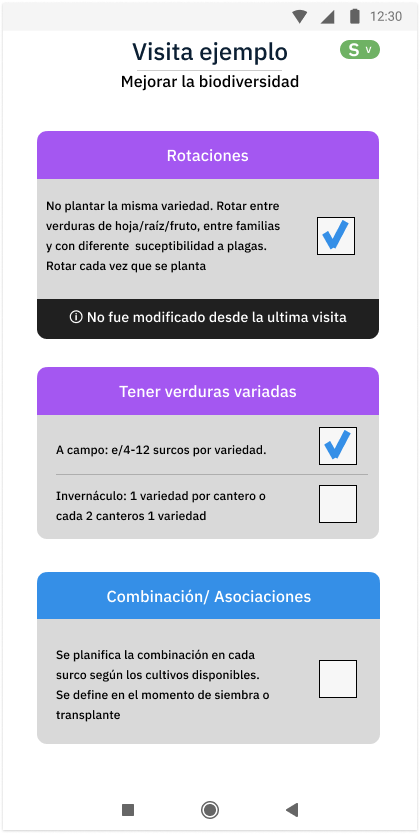 12:30
Visita ejemplo
S v
Mejorar la biodiversidad
Rotaciones
No plantar la misma variedad. Rotar entre
verduras de hoja/raíz/fruto, entre familias
y con diferente suceptibilidad a plagas.
Rotar cada vez que se planta
No fue modificado desde la ultima visita
Tener verduras variadas
A campo: e/4-12 surcos por variedad.
Invernáculo: 1 variedad por cantero o
cada 2 canteros 1 variedad
Combinación/ Asociaciones
Se planifica la combinación en cada
surco según los cultivos disponibles.
Se define en el momento de siembra o
transplante